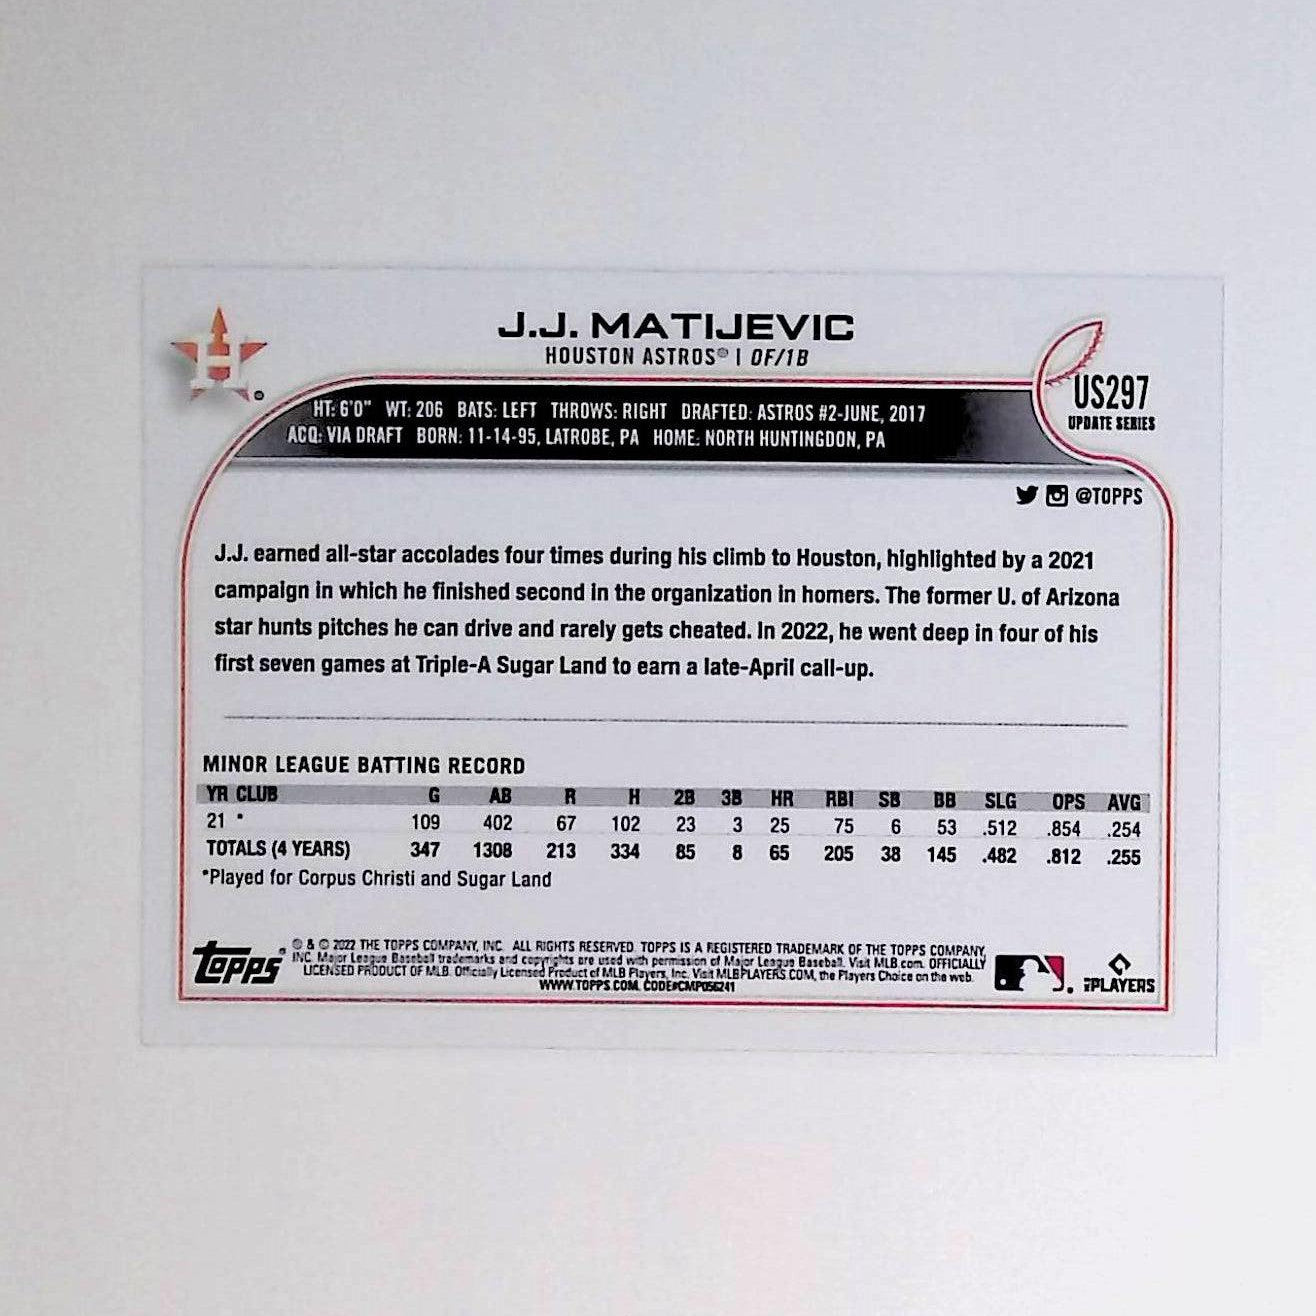 J.J. MATIJEVIC
HOUSTON ASTROS® | OF/1B
H
US297
UPDATE SERIES
HT: 6'0" WT: 206 BATS: LEFT THROWS: RIGHT DRAFTED: ASTROS #2-JUNE, 2017
ACQ: VIA DRAFT BORN: 11-14-95, LATROBE, PA HOME: NORTH HUNTINGDON, PA
@TOPPS
J.J. earned all-star accolades four times during his climb to Houston, highlighted by a 2021
campaign in which he finished second in the organization in homers. The former U. of Arizona
star hunts pitches he can drive and rarely gets cheated. In 2022, he went deep in four of his
first seven games at Triple-A Sugar Land to earn a late-April call-up.
MINOR LEAGUE BATTING RECORD
YR CLUB G AB R H 2B 3B HR RBI SB BB SLG OPS AVG
21 * 109 402 67 102 23 3 25 75 6 53 .512 .854 .254
TOTALS (4 YEARS) 347 1308 213 334 85 8 65 205 38 145 .482 .812 .255
*Played for Corpus Christi and Sugar Land
Topps®
® & © 2022 THE TOPPS COMPANY, INC. ALL RIGHTS RESERVED. TOPPS IS A REGISTERED TRADEMARK OF THE TOPPS COMPANY,
INC. Major League Baseball trademarks and copyrights are used with permission of Major League Baseball. Visit MLB.com. OFFICIALLY
LICENSED PRODUCT OF MLB. Officially Licensed Product of MLB Players, Inc. Visit MLBPLAYERS.COM, the Players Choice on the web.
WWW.TOPPS.COM. CODE#CMP056241
PLAYERS